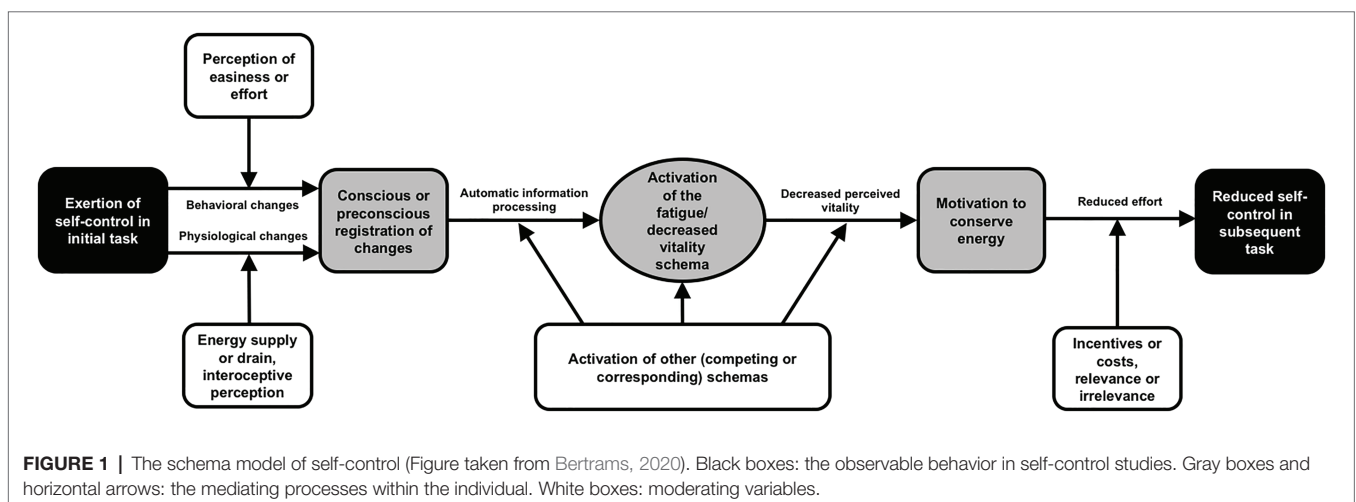 Perception of
easiness or
effort
Exertion of
self-control in
initial task
Behavioral changes
Physiological changes
Conscious or
preconscious
registration of
changes
Automatic information
processing
Activation
of the
fatigue/
decreased
vitality
schema
Decreased perceived
vitality
Motivation to
conserve
energy
Reduced effort
Reduced self-
control in
subsequent
task
Energy supply
or drain,
interoceptive
perception
Activation of other (competing or
corresponding) schemas
Incentives or
costs,
relevance or
irrelevance
FIGURE 1 | The schema model of self-control (Figure taken from Bertrams, 2020). Black boxes: the observable behavior in self-control studies. Gray boxes and
horizontal arrows: the mediating processes within the individual. White boxes: moderating variables.